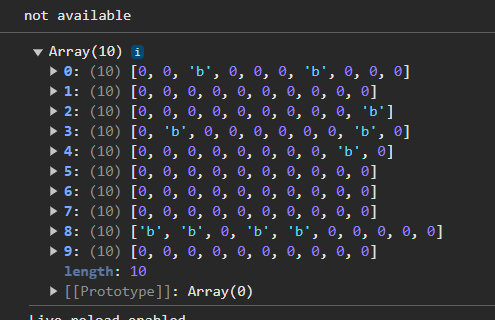 not available
▼ Array(10) i
▶ 0: (10) [0, 0, 'b', 0, 0, 0, 'b', 0, 0, 0]
▶ 1: (10) [0, 0, 0, 0, 0, 0, 0, 0, 0, 0]
▶ 2: (10) [0, 0, 0, 0, 0, 0, 0, 0, 0, 'b']
▶ 3: (10) [0, 'b', 0, 0, 0, 0, 0, 0, 'b', 0]
▶ 4: (10) [0, 0, 0, 0, 0, 0, 0, 0, 'b', 0]
▶ 5: (10) [0, 0, 0, 0, 0, 0, 0, 0, 0, 0]
▶ 6: (10) [0, 0, 0, 0, 0, 0, 0, 0, 0, 0]
▶ 7: (10) [0, 0, 0, 0, 0, 0, 0, 0, 0, 0]
▶ 8: (10) ['b', 'b', 0, 'b', 'b', 0, 0, 0, 0, 0]
▶ 9: (10) [0, 0, 0, 0, 0, 0, 0, 0, 0, 0]
length: 10
▶ [[Prototype]]: Array(0)
Live reload enabled